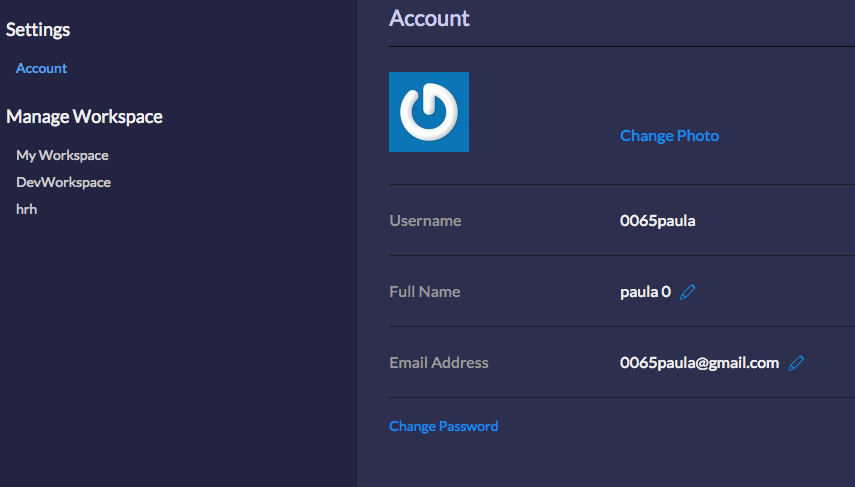 Settings
Account
Manage Workspace
My Workspace
DevWorkspace
hrh
Account
Change Photo
Username 0065paula
Full Name paula 0
Email Address 0065paula@gmail.com
Change Password